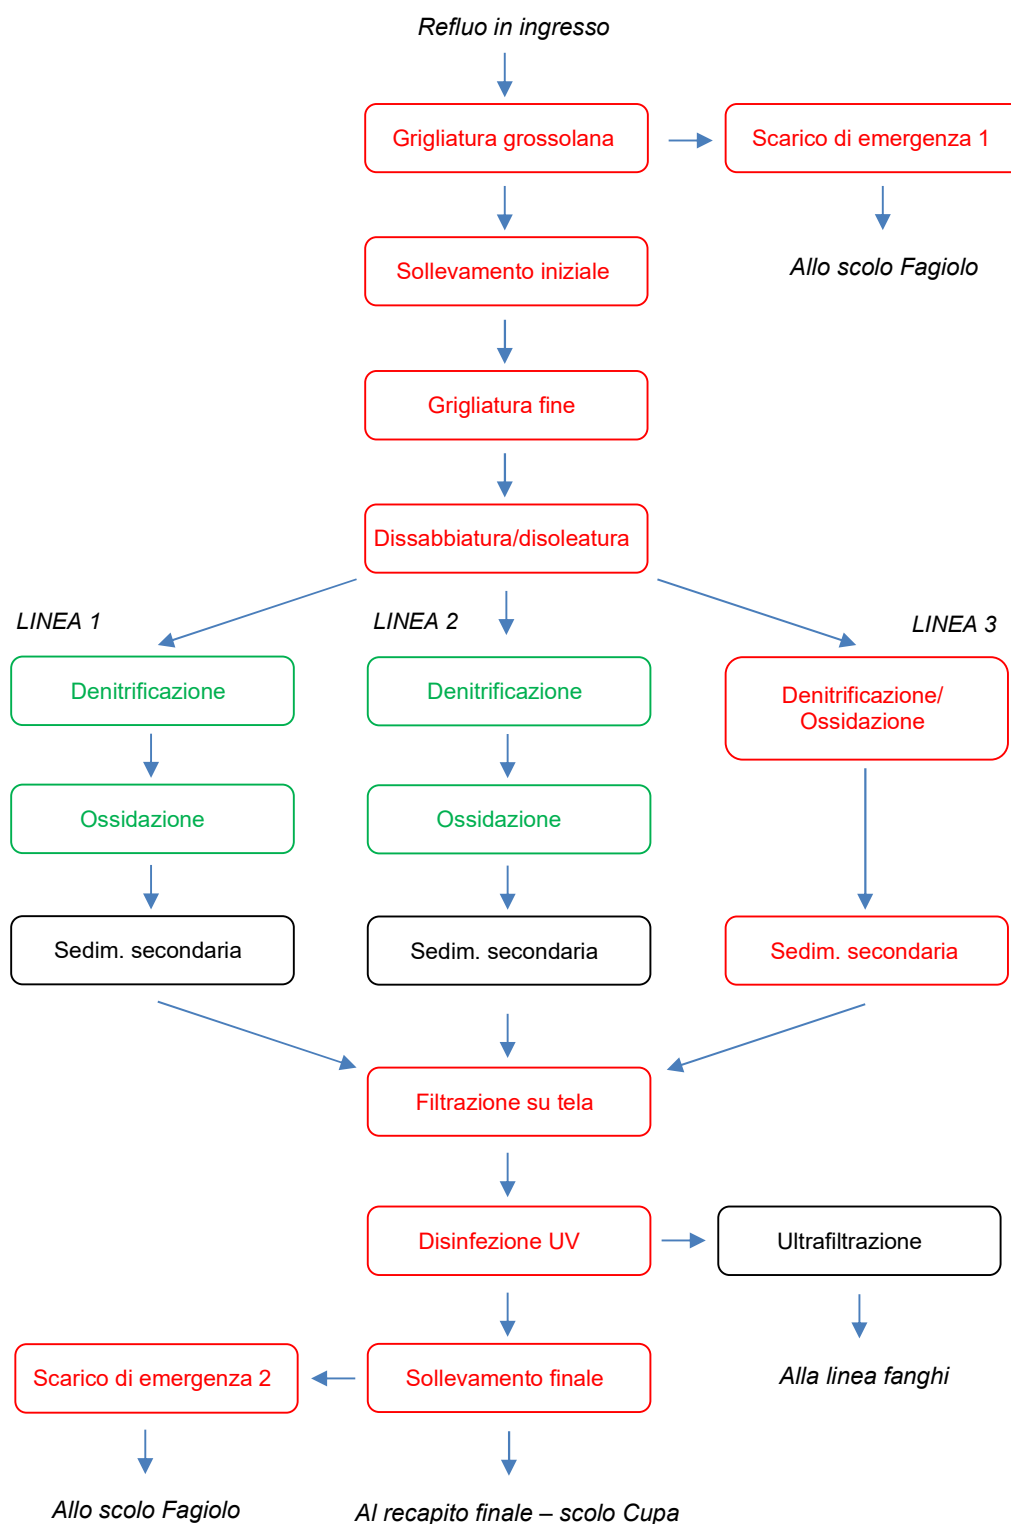 Refluo in ingresso
Grigliatura grossolana
Scarico di emergenza 1
Sollevamento iniziale
Allo scolo Fagiolo
Grigliatura fine
Dissabbiatura/disoleatura
LINEA 1
LINEA 2
LINEA 3
Denitrificazione
Denitrificazione
Denitrificazione/
Ossidazione
Ossidazione
Ossidazione
Sedim. secondaria
Sedim. secondaria
Sedim. secondaria
Filtrazione su tela
Disinfezione UV
Ultrafiltrazione
Scarico di emergenza 2
Sollevamento finale
Alla linea fanghi
Allo scolo Fagiolo
Al recapito finale – scolo Cupa